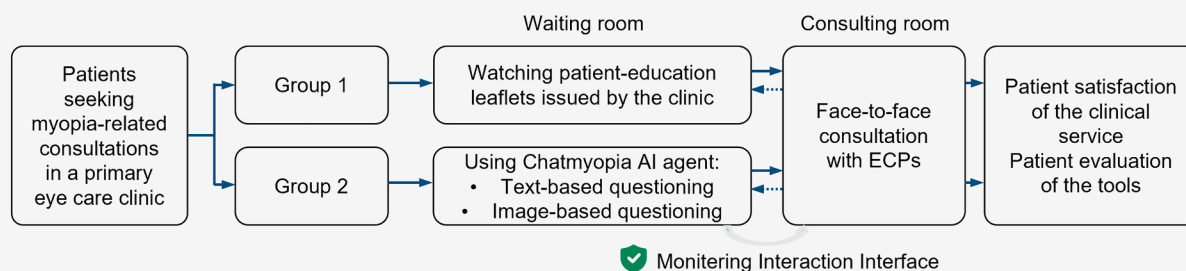 Waiting room
Consulting room
Patients
seeking
myopia-related
consultations
in a primary
eye care clinic
Group 1
Watching patient-education
leaflets issued by the clinic
Group 2
Using Chatmyopia AI agent:
• Text-based questioning
• Image-based questioning
Face-to-face
consultation
with ECPs
Patient satisfaction
of the clinical
service
Patient evaluation
of the tools
Monitering Interaction Interface